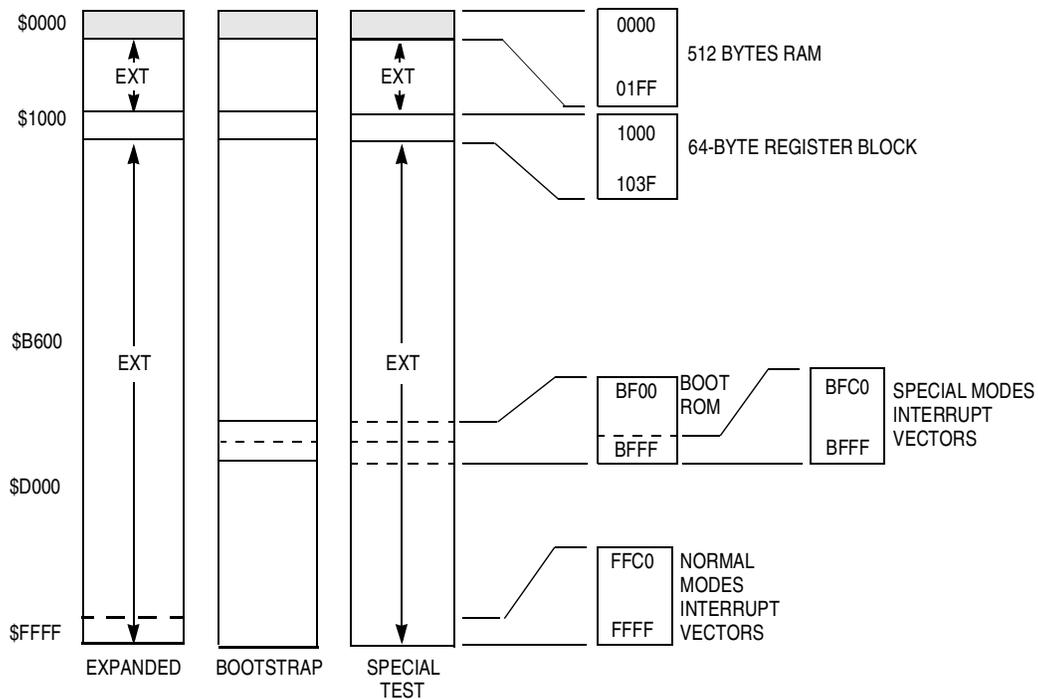 $0000
0000
512 BYTES RAM
EXT
EXT
01FF
$1000
1000
64-BYTE REGISTER BLOCK
103F
$B600
EXT
EXT
BF00
BOOT
ROM
BFFF
BFC0
SPECIAL MODES
INTERRUPT
VECTORS
BFFF
$D000
FFC0
NORMAL
MODES
INTERRUPT
VECTORS
FFFF
$FFFF
EXPANDED
BOOTSTRAP
SPECIAL
TEST